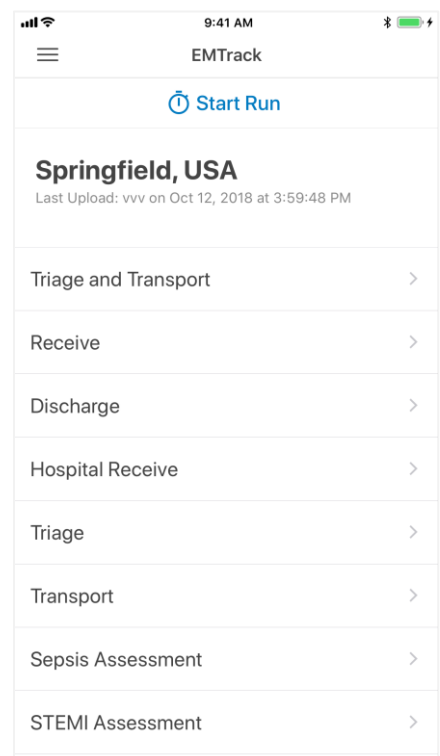 9:41 AM
EMTrack
Start Run
Springfield, USA
Last Upload: vvv on Oct 12, 2018 at 3:59:48 PM
Triage and Transport
Receive
Discharge
Hospital Receive
Triage
Transport
Sepsis Assessment
STEMI Assessment